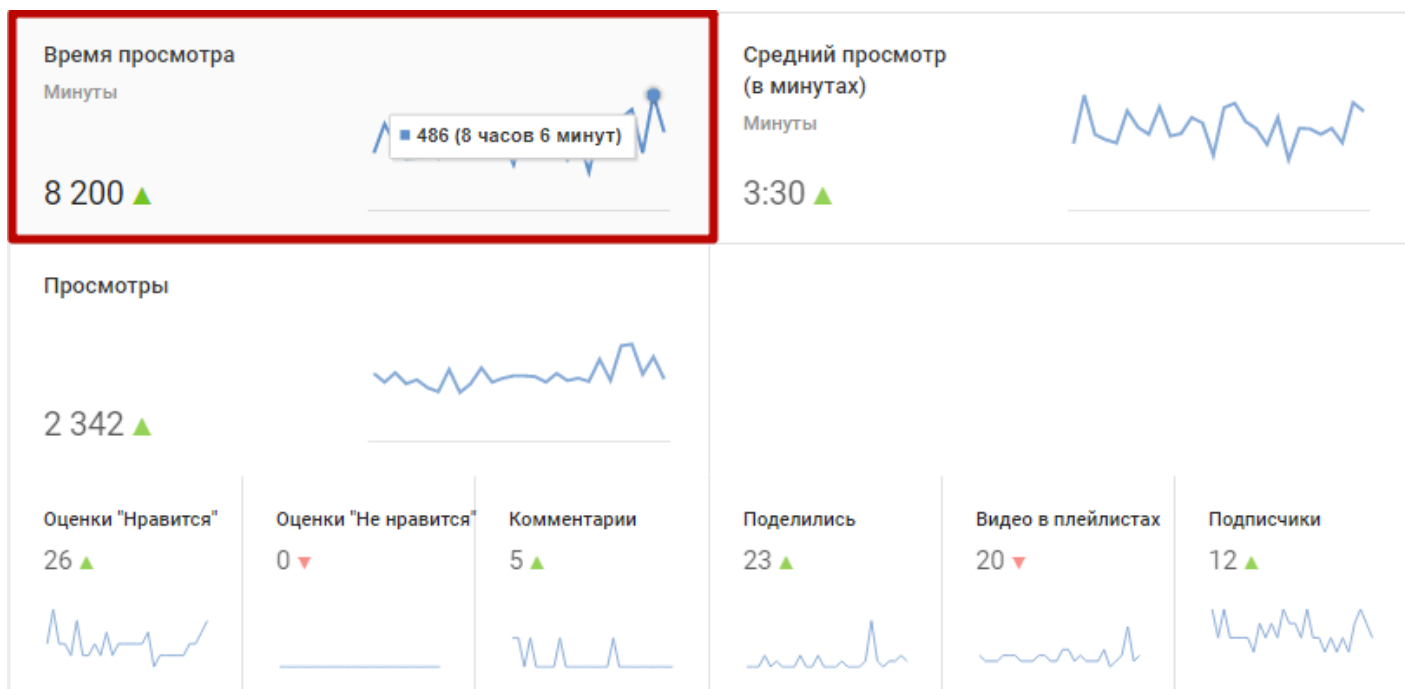 Время просмотра
Минуты
486 (8 часов 6 минут)
8 200
Средний просмотр
(в минутах)
Минуты
3:30
Просмотры
2 342
Оценки "Нравится"
26
Оценки "Не нравится"
0
Комментарии
5
Поделились
23
Видео в плейлистах
20
Подписчики
12